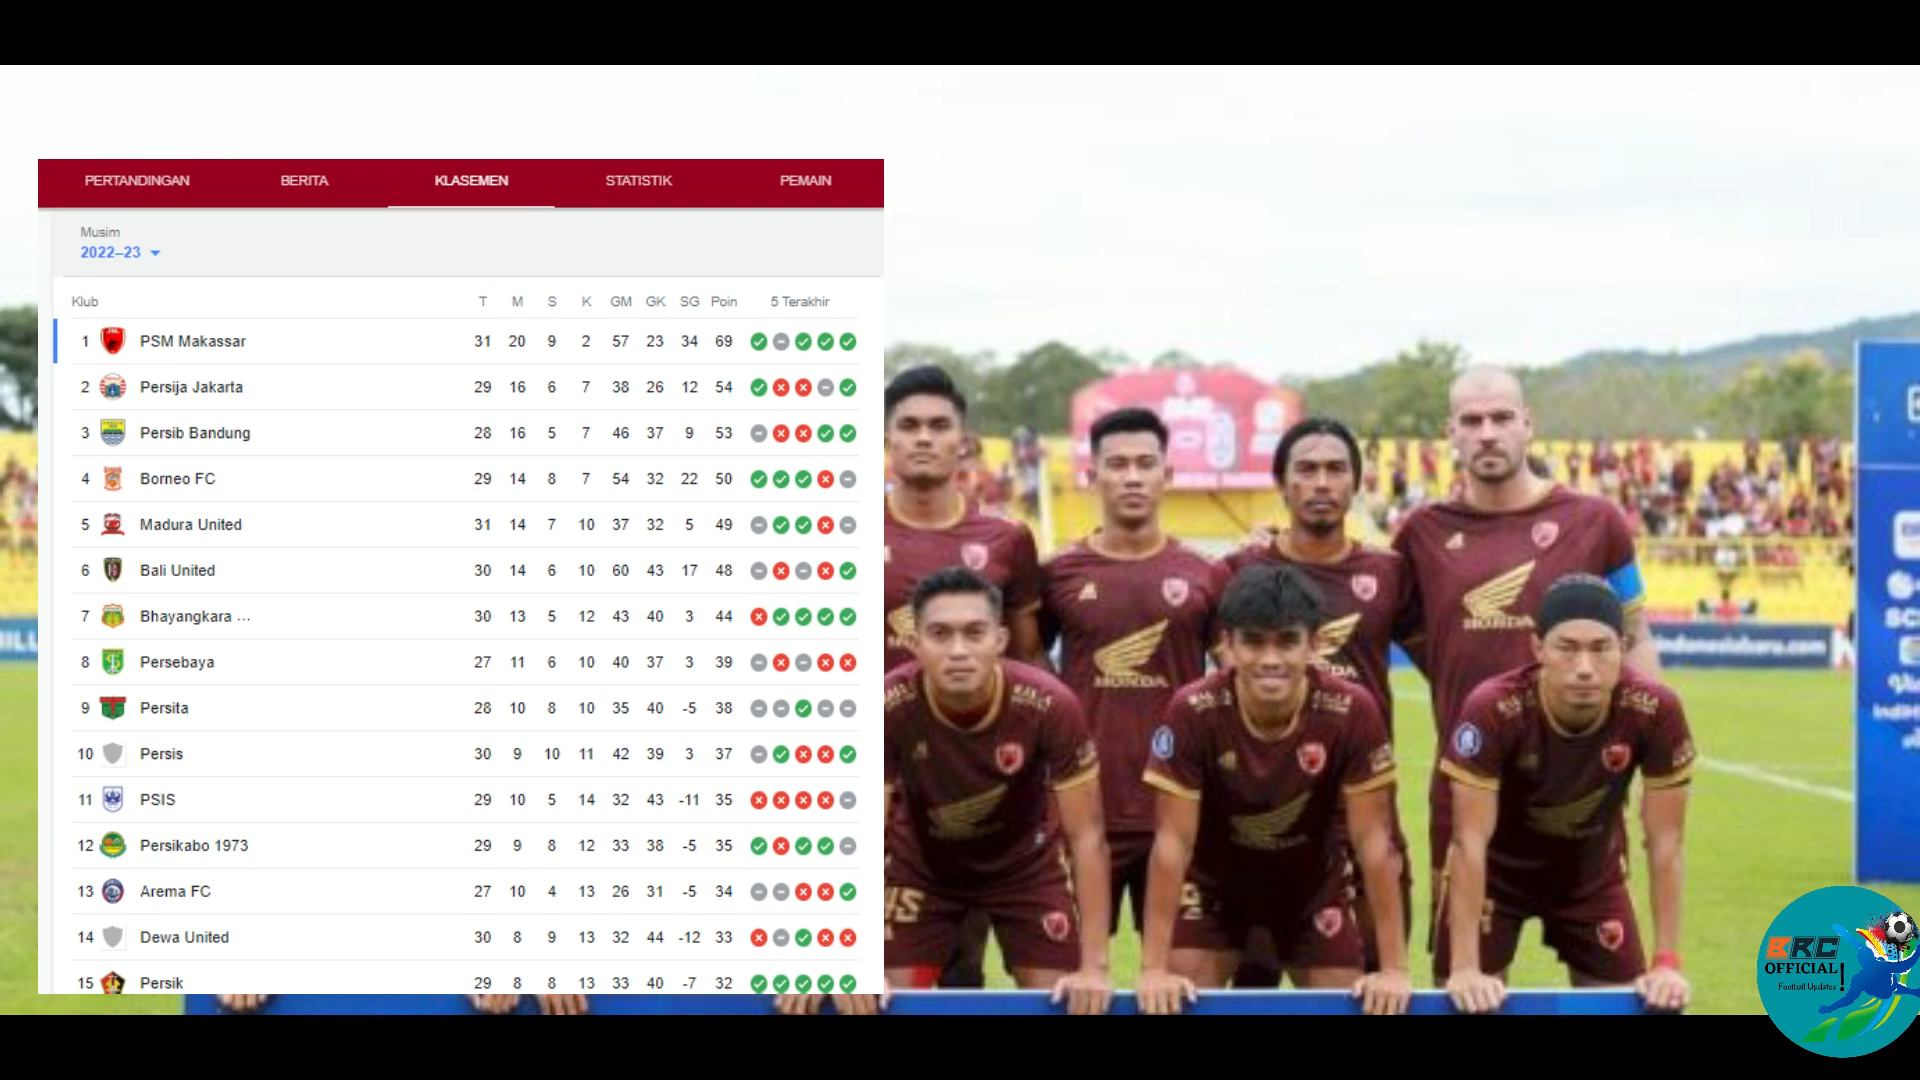 PERTANDINGAN BERITA KLASEMEN STATISTIK PEMAIN
Musim
2022–23
Klub T M S K GM GK SG Poin 5 Terakhir
1 PSM Makassar 31 20 9 2 57 23 34 69
2 Persija Jakarta 29 16 6 7 38 26 12 54
3 Persib Bandung 28 16 5 7 46 37 9 53
4 Borneo FC 29 14 8 7 54 32 22 50
5 Madura United 31 14 7 10 37 32 5 49
6 Bali United 30 14 6 10 60 43 17 48
7 Bhayangkara ... 30 13 5 12 43 40 3 44
8 Persebaya 27 11 6 10 40 37 3 39
9 Persita 28 10 8 10 35 40 -5 38
10 Persis 30 9 10 11 42 39 3 37
11 PSIS 29 10 5 14 32 43 -11 35
12 Persikabo 1973 29 9 8 12 33 38 -5 35
13 Arema FC 27 10 4 13 26 31 -5 34
14 Dewa United 30 8 9 13 32 44 -12 33
15 Persik 29 8 8 13 33 40 -7 32
HONDA
HONDA
indonesiabaru.com
BRC
OFFICIAL!
Football Updates